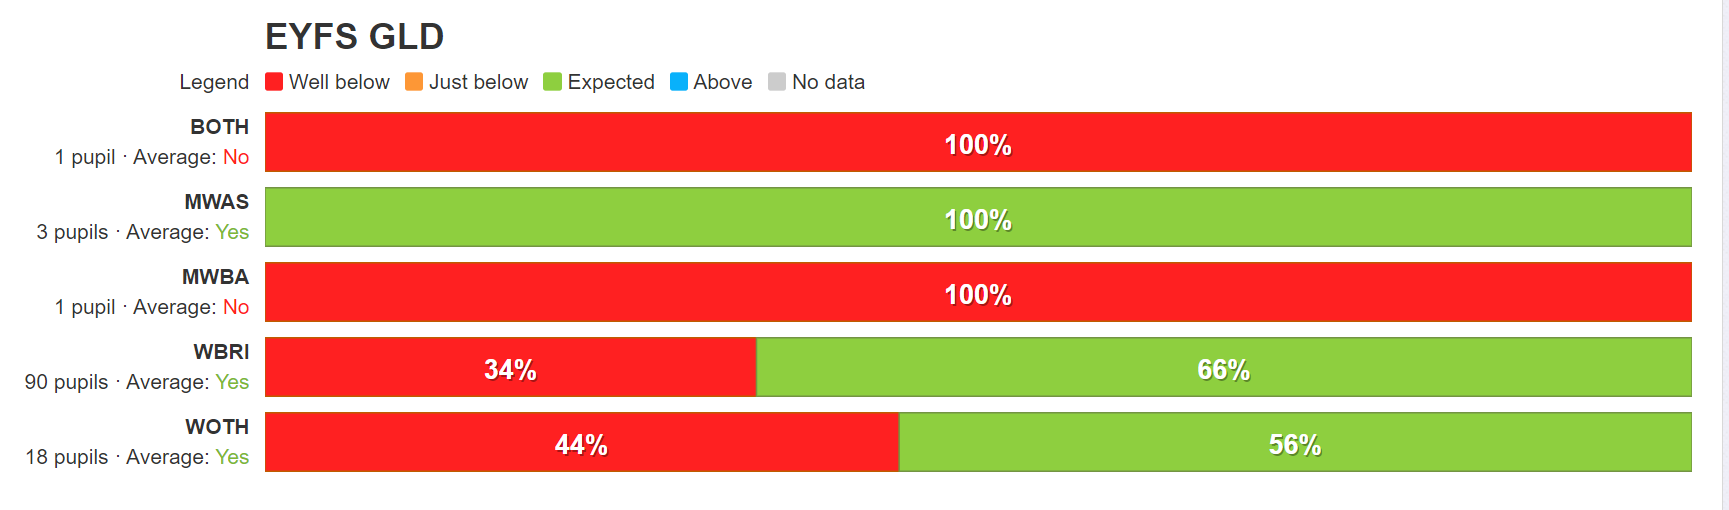 EYFS GLD
Legend Well below Just below Expected Above No data
BOTH
1 pupil · Average: No
100%
MWAS
3 pupils · Average: Yes
100%
MWBA
1 pupil · Average: No
100%
WBRI
90 pupils · Average: Yes
34% 66%
WOTH
18 pupils · Average: Yes
44% 56%